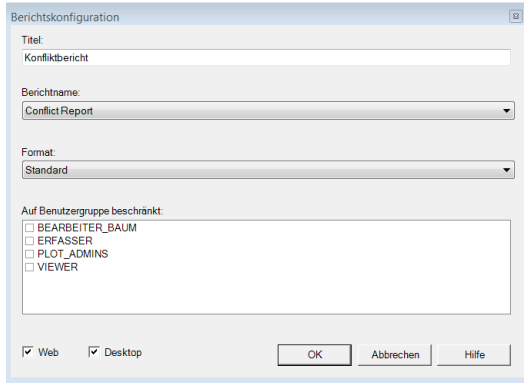 Berichtskonfiguration
Titel:
Konfliktbericht
Berichtname:
Conflict Report
Format:
Standard
Auf Benutzergruppe beschränkt:
BEARBEITER_BAUM
ERFASSER
PLOT_ADMINS
VIEWER
Web Desktop OK Abbrechen Hilfe